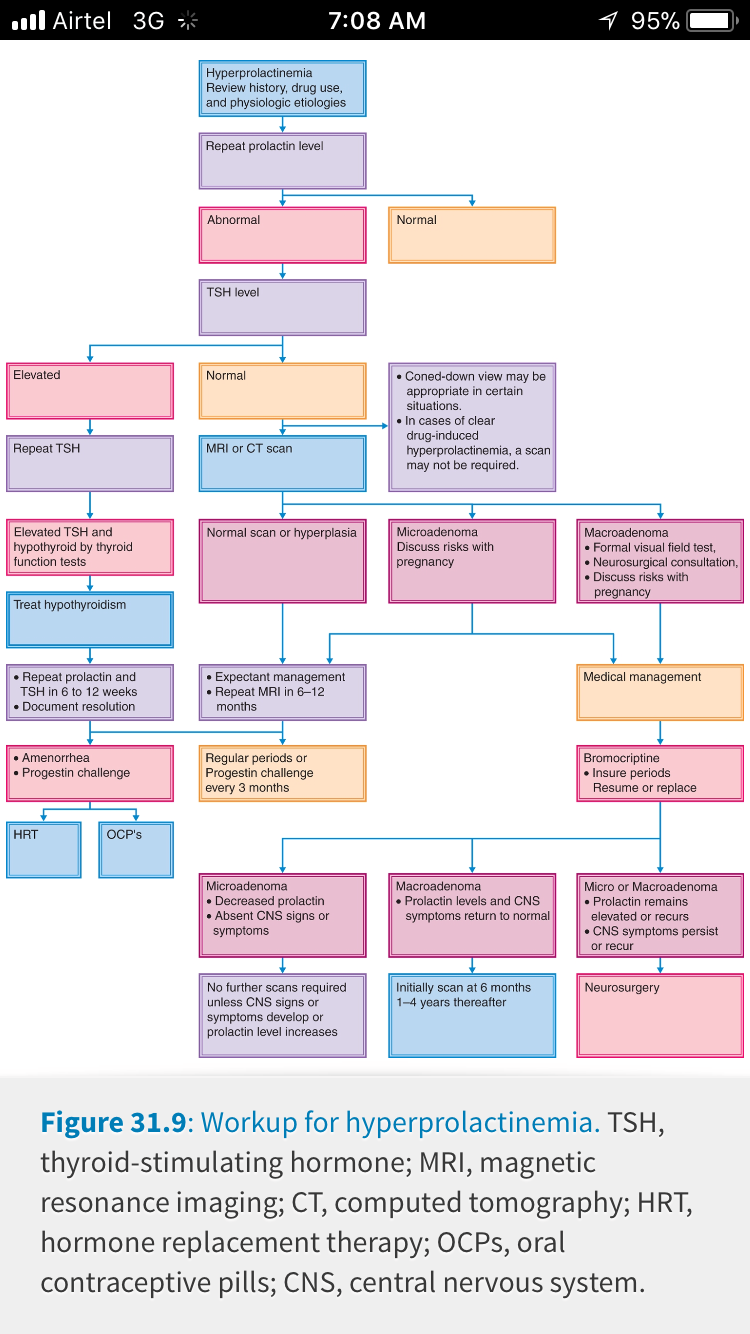 Airtel 3G 7:08 AM 95%
Hyperprolactinemia
Review history, drug use,
and physiologic etiologies
Repeat prolactin level
Abnormal
Normal
TSH level
Elevated
Normal
• Coned-down view may be
appropriate in certain
situations.
• In cases of clear
drug-induced
hyperprolactinemia, a scan
may not be required.
Repeat TSH
MRI or CT scan
Elevated TSH and
hypothyroid by thyroid
function tests
Normal scan or hyperplasia
Microadenoma
Discuss risks with
pregnancy
Macroadenoma
• Formal visual field test,
• Neurosurgical consultation,
• Discuss risks with
pregnancy
Treat hypothyroidism
• Repeat prolactin and
TSH in 6 to 12 weeks
• Document resolution
• Expectant management
• Repeat MRI in 6–12
months
Medical management
• Amenorrhea
• Progestin challenge
Regular periods or
Progestin challenge
every 3 months
Bromocriptine
• Insure periods
Resume or replace
HRT
OCP's
Microadenoma
• Decreased prolactin
• Absent CNS signs or
symptoms
Macroadenoma
• Prolactin levels and CNS
symptoms return to normal
Micro or Macroadenoma
• Prolactin remains
elevated or recurs
• CNS symptoms persist
or recur
No further scans required
unless CNS signs or
symptoms develop or
prolactin level increases
Initially scan at 6 months
1–4 years thereafter
Neurosurgery
Figure 31.9: Workup for hyperprolactinemia. TSH,
thyroid-stimulating hormone; MRI, magnetic
resonance imaging; CT, computed tomography; HRT,
hormone replacement therapy; OCPs, oral
contraceptive pills; CNS, central nervous system.